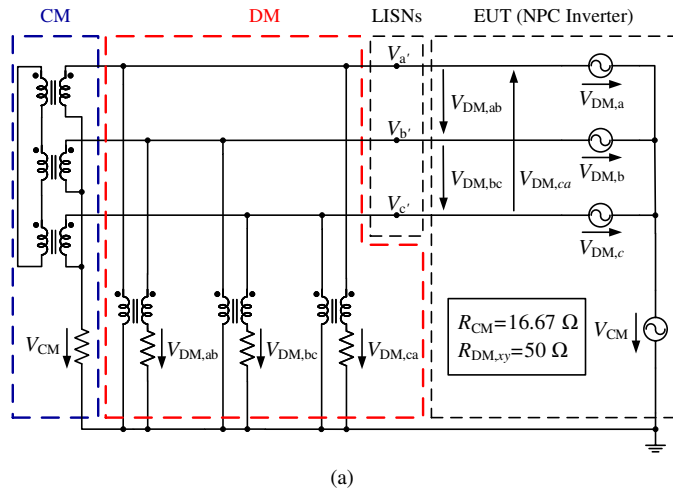 CM
DM
LISNs
EUT (NPC Inverter)
Va′
VDM,ab
VDM,a
Vb′
VDM,bc
VDM,ca
VDM,b
Vc′
VDM,c
VCM
VDM,ab
VDM,bc
VDM,ca
RCM=16.67 Ω
RDM,xy=50 Ω
VCM
(a)